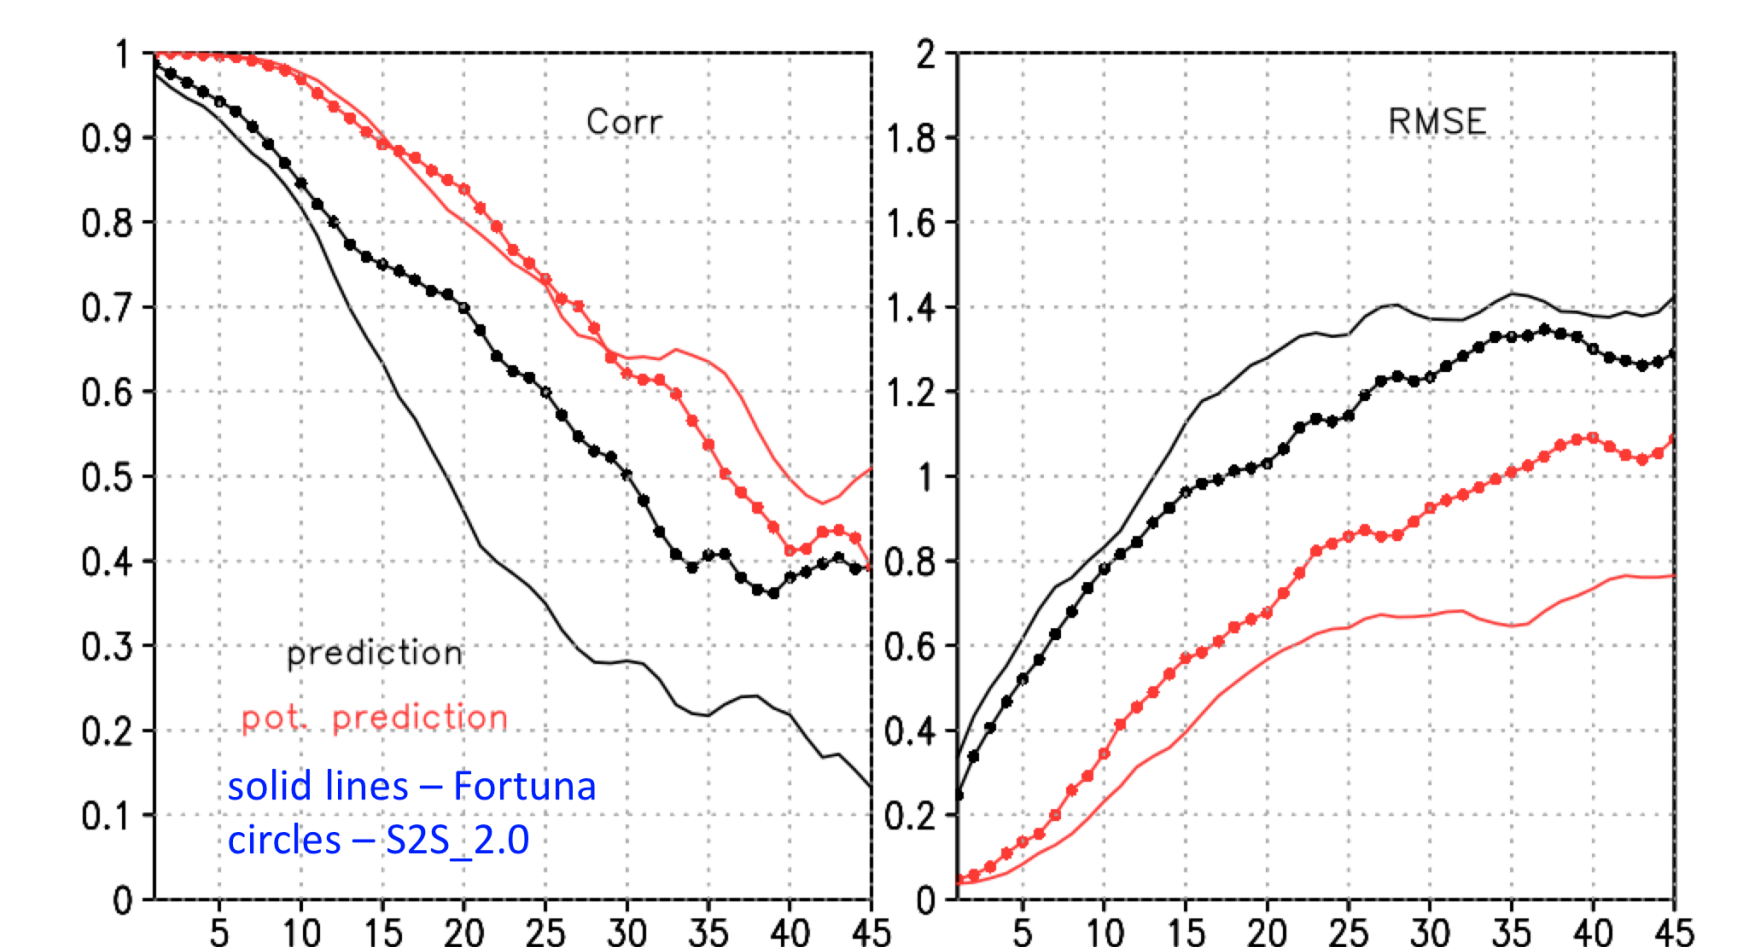 Corr
1
0.9
0.8
0.7
0.6
0.5
0.4
0.3
0.2
0.1
0
prediction
pot. prediction
solid lines – Fortuna
circles – S2S_2.0
5 10 15 20 25 30 35 40 45
RMSE
2
1.8
1.6
1.4
1.2
1
0.8
0.6
0.4
0.2
0
5 10 15 20 25 30 35 40 45